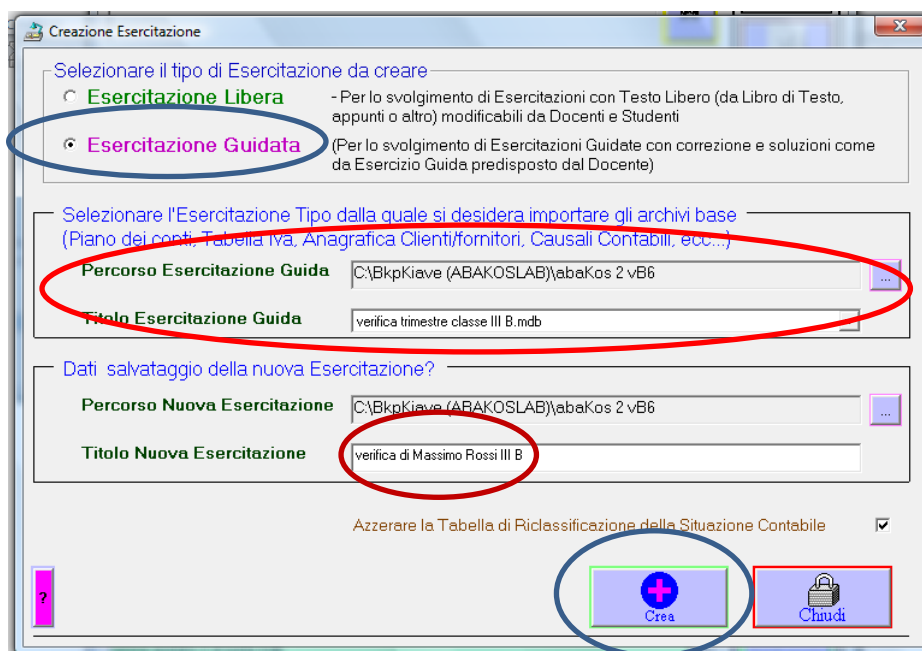 Creazione Esercitazione
Selezionare il tipo di Esercitazione da creare
Esercitazione Libera
- Per lo svolgimento di Esercitazioni con Testo Libero (da Libro di Testo,
appunti o altro) modificabili da Docenti e Studenti
Esercitazione Guidata
(Per lo svolgimento di Esercitazioni Guidate con correzione e soluzioni come
da Esercizio Guida predisposto dal Docente)
Selezionare l'Esercitazione Tipo dalla quale si desidera importare gli archivi base
(Piano dei conti, Tabella Iva, Anagrafica Clienti/fornitori, Causali Contabili, ecc...)
Percorso Esercitazione Guida C:\BkpKiave (ABAKOSLAB)\abaKos 2 vB6 ...
Titolo Esercitazione Guida verifica trimestre classe III B.mdb
Dati salvataggio della nuova Esercitazione?
Percorso Nuova Esercitazione C:\BkpKiave (ABAKOSLAB)\abaKos 2 vB6 ...
Titolo Nuova Esercitazione verifica di Massimo Rossi III B
Azzerare la Tabella di Riclassificazione della Situazione Contabile
? Crea Chiudi